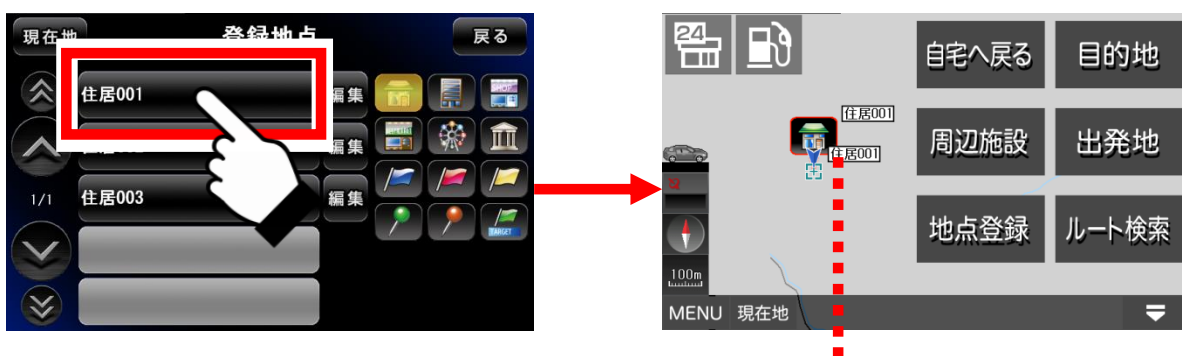 現在地
登録地点
戻る
住居001
編集
SHOP
編集
住居003
編集
1/1
TARGET
24
自宅へ戻る
目的地
住居001
住居001
周辺施設
出発地
地点登録
ルート検索
100m
MENU
現在地